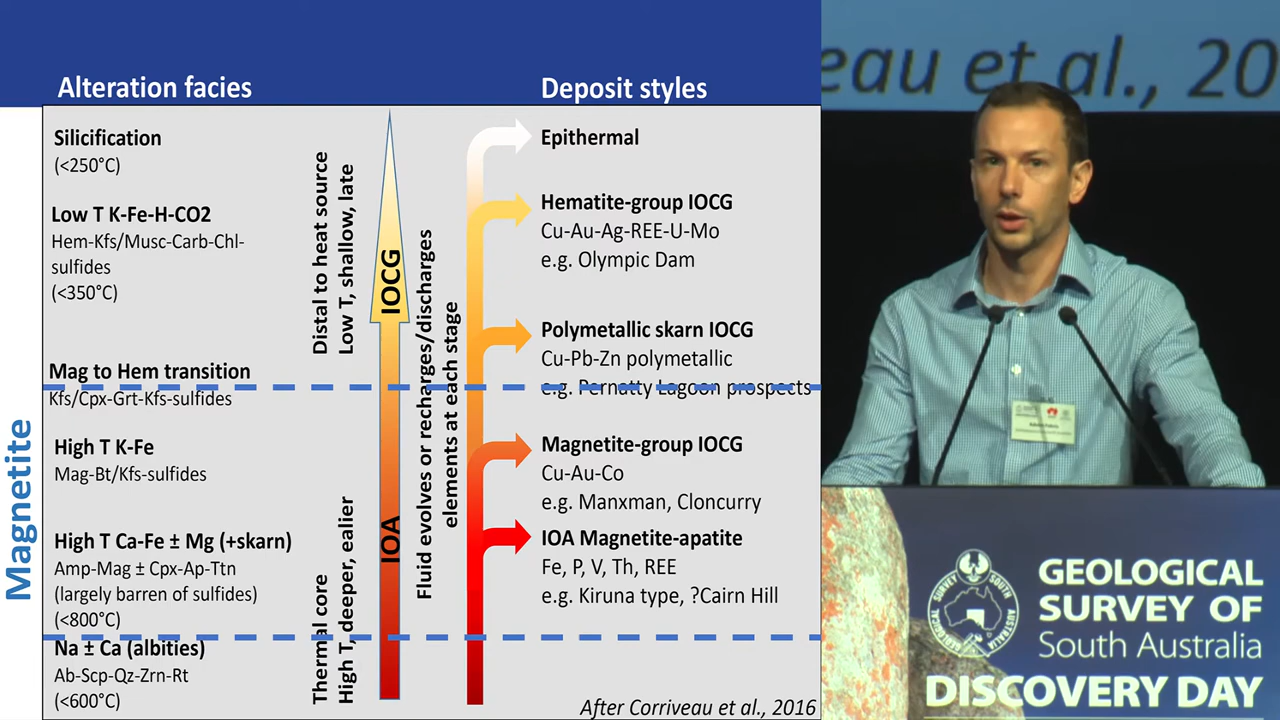 Alteration facies
Deposit styles
Silicification
(<250°C)
Low T K-Fe-H-CO2
Hem-Kfs/Musc-Carb-Chl-
sulfides
(<350°C)
Mag to Hem transition
Kfs/Cpx-Grt-Kfs-sulfides
High T K-Fe
Mag-Bt/Kfs-sulfides
High T Ca-Fe ± Mg (+skarn)
Amp-Mag ± Cpx-Ap-Ttn
(largely barren of sulfides)
(<800°C)
Na ± Ca (albities)
Ab-Scp-Qz-Zrn-Rt
(<600°C)
Magnetite
Distal to heat source
Low T, shallow, late
Thermal core
High T, deeper, ealier
IOCG
IOA
Fluid evolves or recharges/discharges
elements at each stage
Epithermal
Hematite-group IOCG
Cu-Au-Ag-REE-U-Mo
e.g. Olympic Dam
Polymetallic skarn IOCG
Cu-Pb-Zn polymetallic
e.g. Pernatty Lagoon prospects
Magnetite-group IOCG
Cu-Au-Co
e.g. Manxman, Cloncurry
IOA Magnetite-apatite
Fe, P, V, Th, REE
e.g. Kiruna type, ?Cairn Hill
After Corriveau et al., 2016
eau et al., 20
GEOLOGICAL SURVEY OF SOUTH AUSTRALIA
GEOLOGICAL
SURVEY OF
South Australia
DISCOVERY DAY